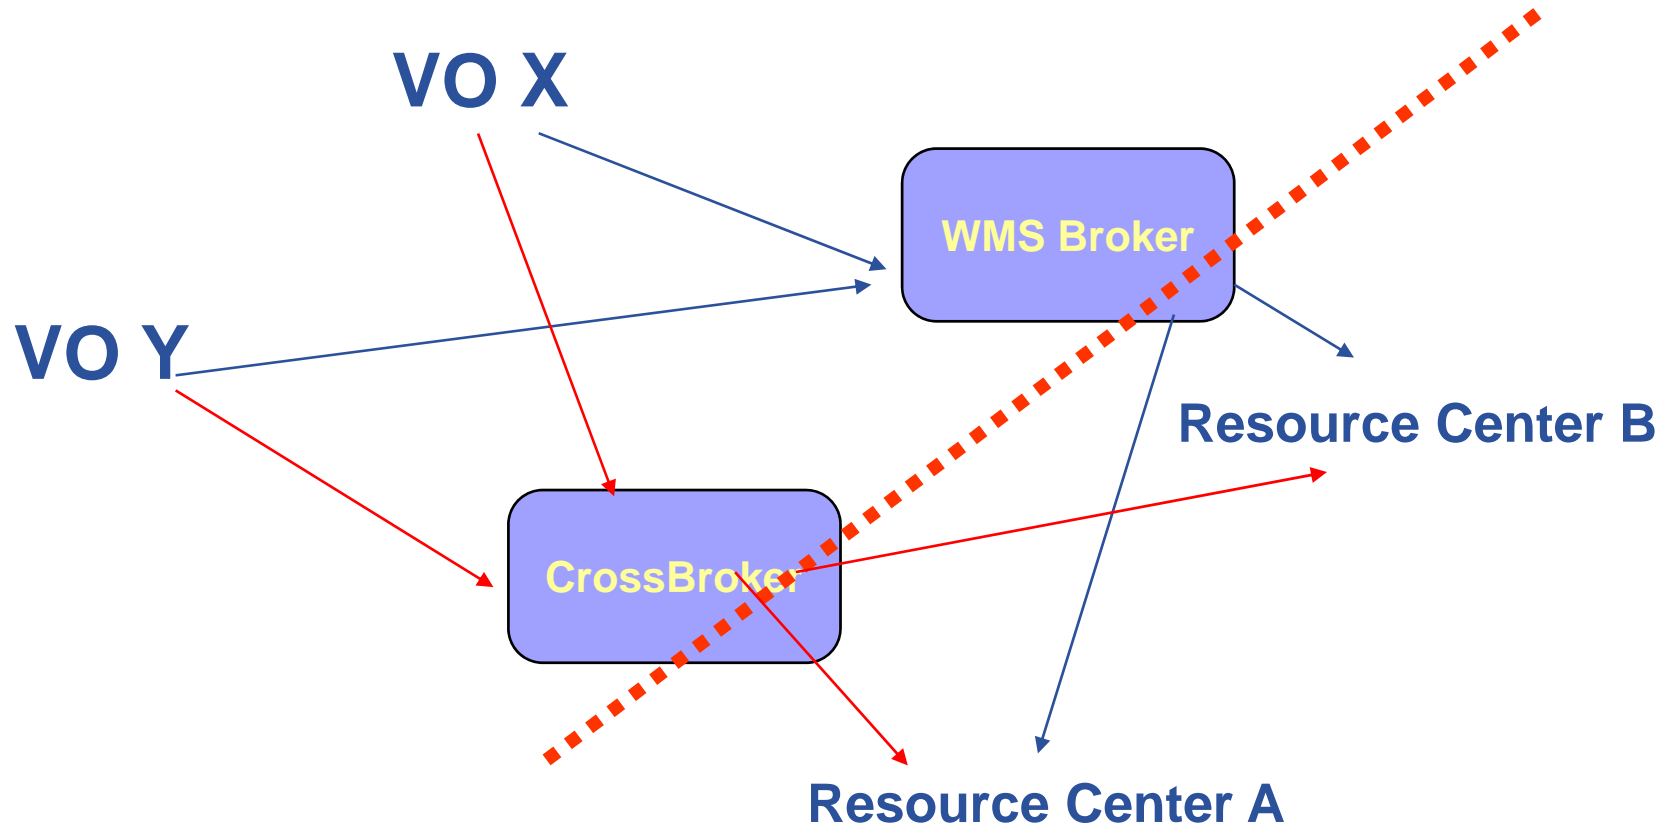 VO X
WMS Broker
VO Y
Resource Center B
CrossBroker
Resource Center A